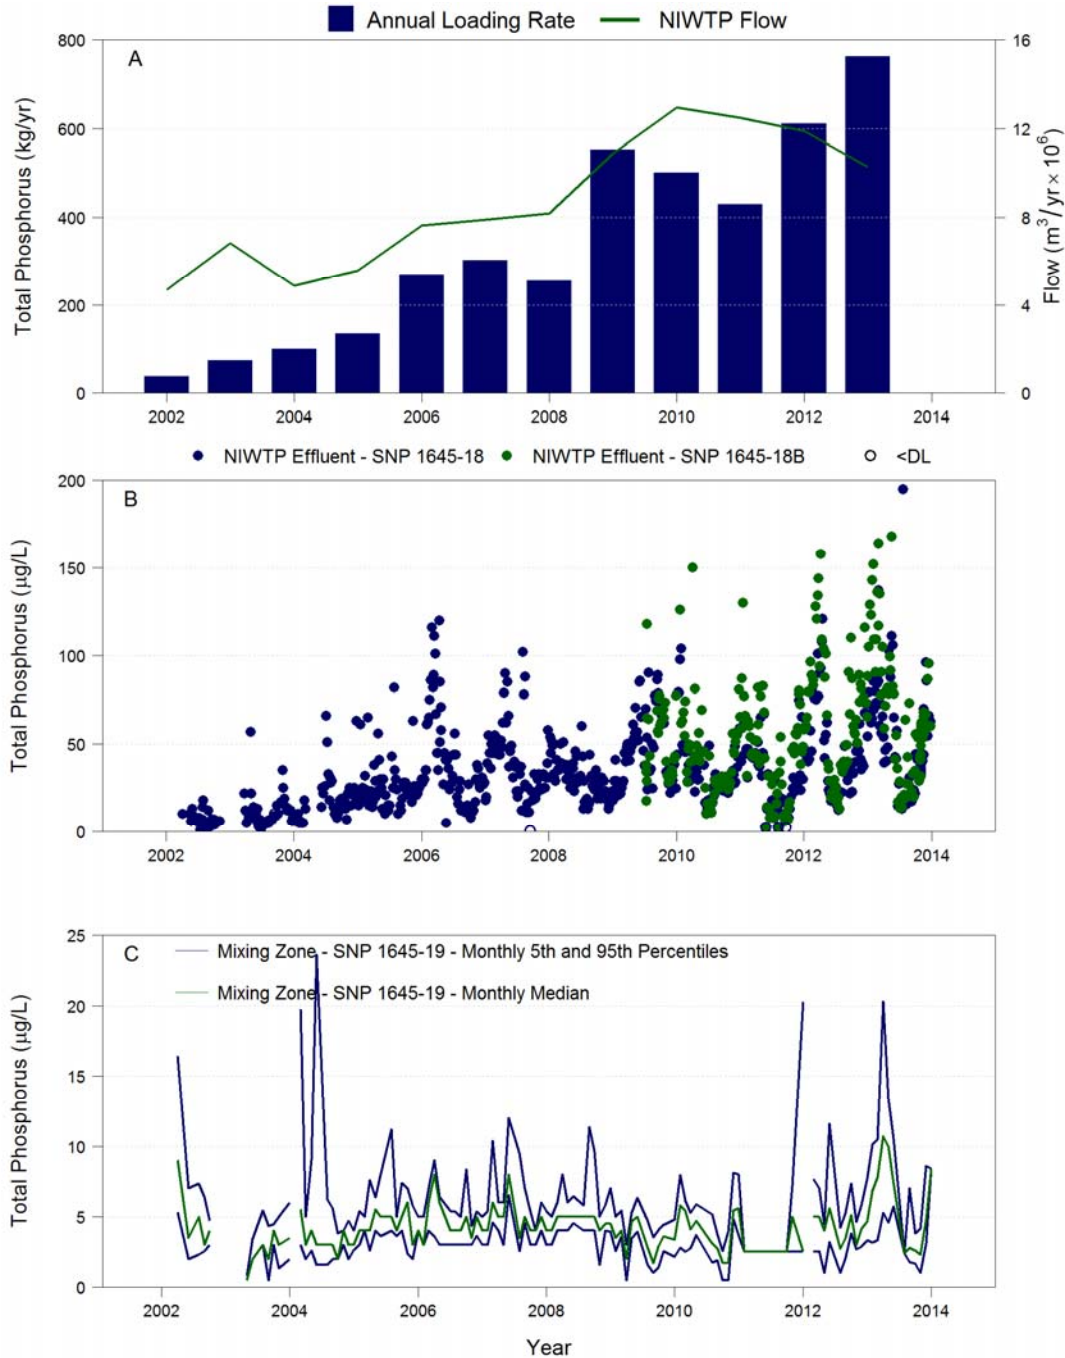 Annual Loading Rate NIWTP Flow
A
800 600 400 200 0
Total Phosphorus (kg/yr)
16 12 8 4 0
Flow (m³/yr × 10⁶)
2002 2004 2006 2008 2010 2012 2014
NIWTP Effluent - SNP 1645-18 NIWTP Effluent - SNP 1645-18B <DL
B
200 150 100 50 0
Total Phosphorus (µg/L)
2002 2004 2006 2008 2010 2012 2014
C
Mixing Zone - SNP 1645-19 - Monthly 5th and 95th Percentiles
Mixing Zone - SNP 1645-19 - Monthly Median
25 20 15 10 5 0
Total Phosphorus (µg/L)
2002 2004 2006 2008 2010 2012 2014
Year